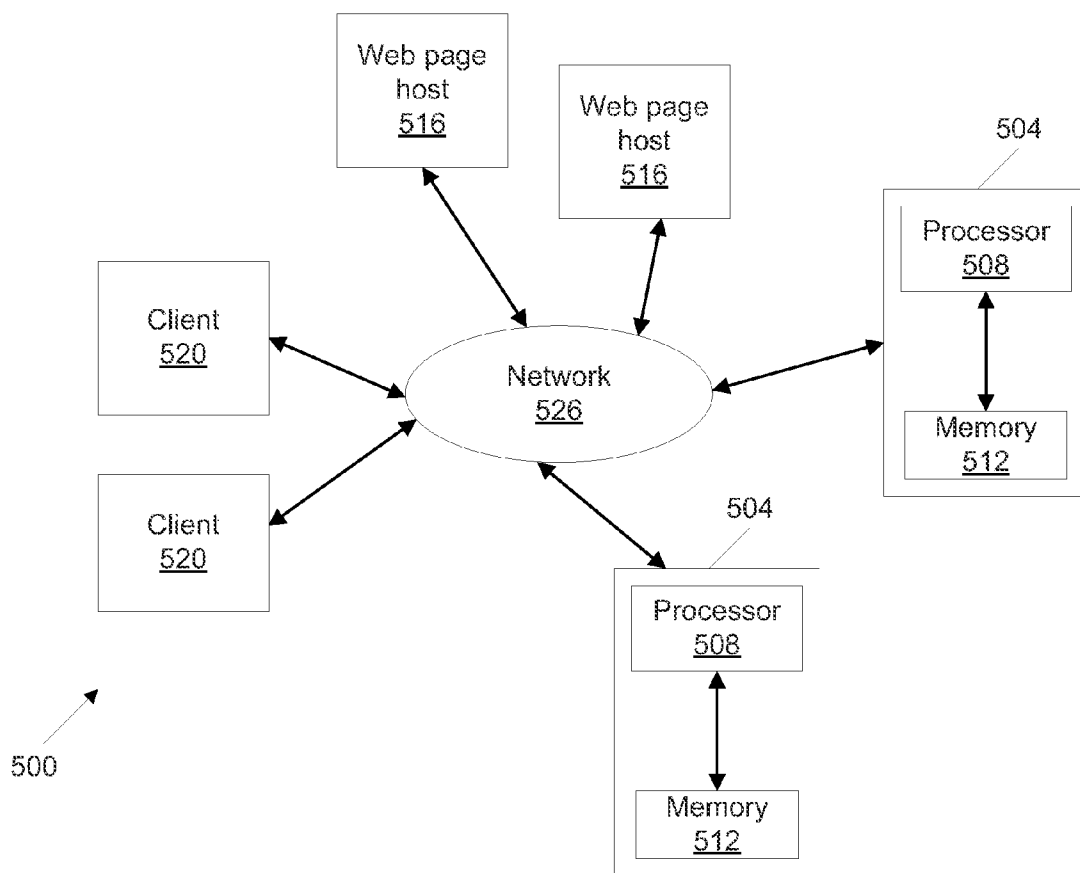 Web page
host
516
Web page
host
516
504
Processor
508
Memory
512
Client
520
Network
526
Client
520
504
Processor
508
Memory
512
500